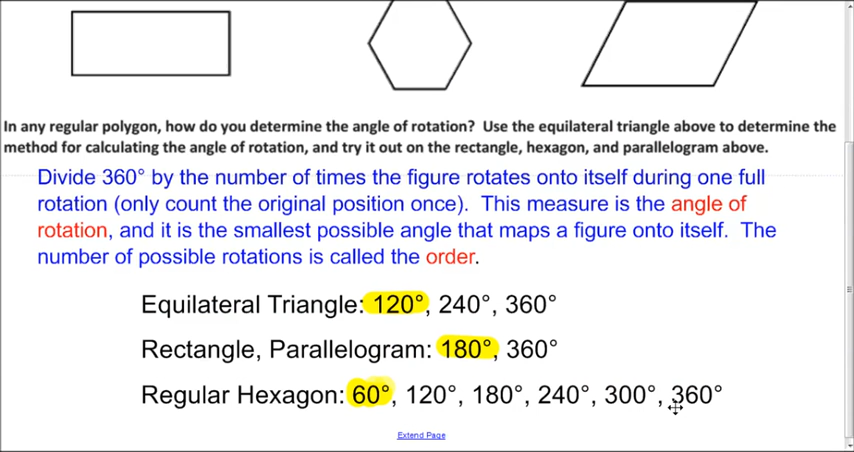 In any regular polygon, how do you determine the angle of rotation?  Use the equilateral triangle above to determine the
method for calculating the angle of rotation, and try it out on the rectangle, hexagon, and parallelogram above.
Divide 360° by the number of times the figure rotates onto itself during one full
rotation (only count the original position once).  This measure is the angle of
rotation, and it is the smallest possible angle that maps a figure onto itself.  The
number of possible rotations is called the order.
Equilateral Triangle: 120°, 240°, 360°
Rectangle, Parallelogram: 180°, 360°
Regular Hexagon: 60°, 120°, 180°, 240°, 300°, 360°
Extend Page